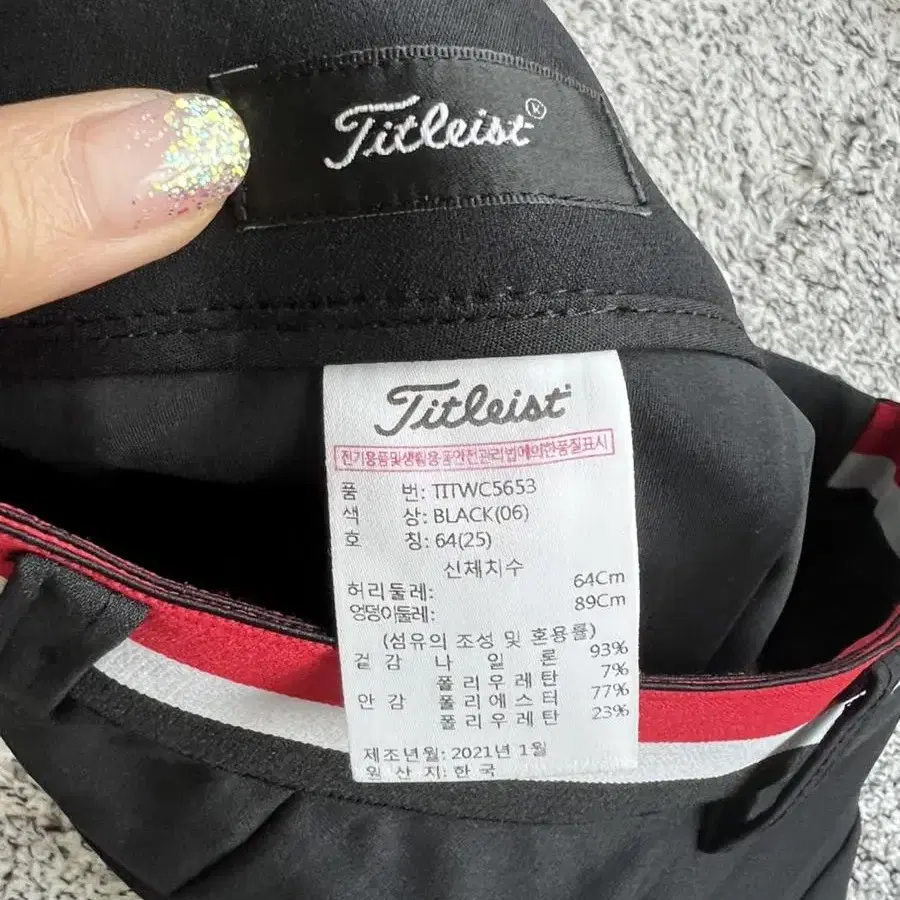 Titleist®
Titleist
전기용품및생활용품안전관리법에의한품질표시
품 번: TITWC5653
색 상: BLACK(06)
호 칭: 64(25)
신체치수
허리둘레: 64Cm
엉덩이둘레: 89Cm
(섬유의 조성 및 혼용률)
겉감 나일론 93%
폴리우레탄 7%
안감 폴리에스터 77%
폴리우레탄 23%
제조년월: 2021년 1월
원산지: 한국